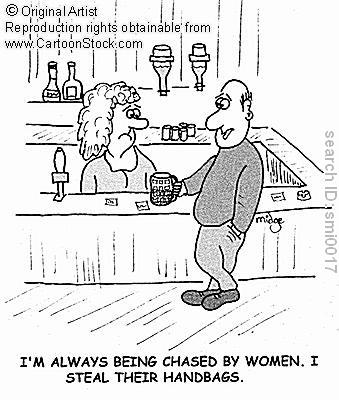 © Original Artist
Reproduction rights obtainable from
www.CartoonStock.com
search ID: smi0017
midge
I'M ALWAYS BEING CHASED BY WOMEN. I
STEAL THEIR HANDBAGS.